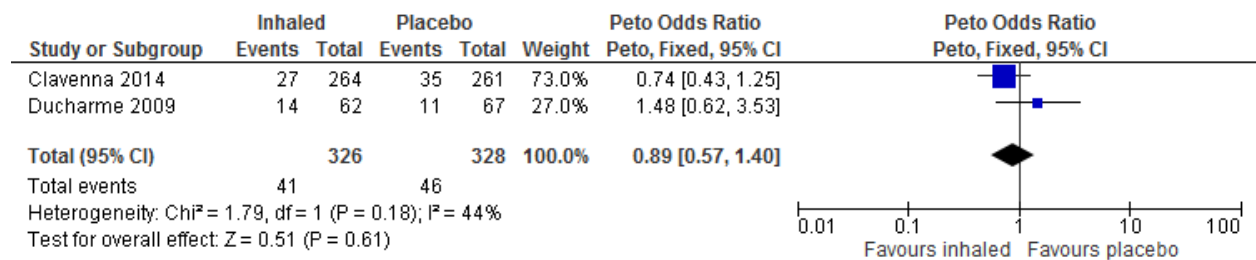 Inhaled Placebo Peto Odds Ratio Peto Odds Ratio
Study or Subgroup Events Total Events Total Weight Peto, Fixed, 95% CI Peto, Fixed, 95% CI
Clavenna 2014 27 264 35 261 73.0% 0.74 [0.43, 1.25]
Ducharme 2009 14 62 11 67 27.0% 1.48 [0.62, 3.53]
Total (95% CI) 326 328 100.0% 0.89 [0.57, 1.40]
Total events 41 46
Heterogeneity: Chi² = 1.79, df = 1 (P = 0.18); I² = 44%
Test for overall effect: Z = 0.51 (P = 0.61)
0.01 0.1 1 10 100
Favours inhaled Favours placebo